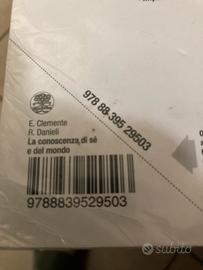 978 88-395 29503
E. Clemente
R. Danieli
La conoscenza di sé
e del mondo
9788839529503
subito